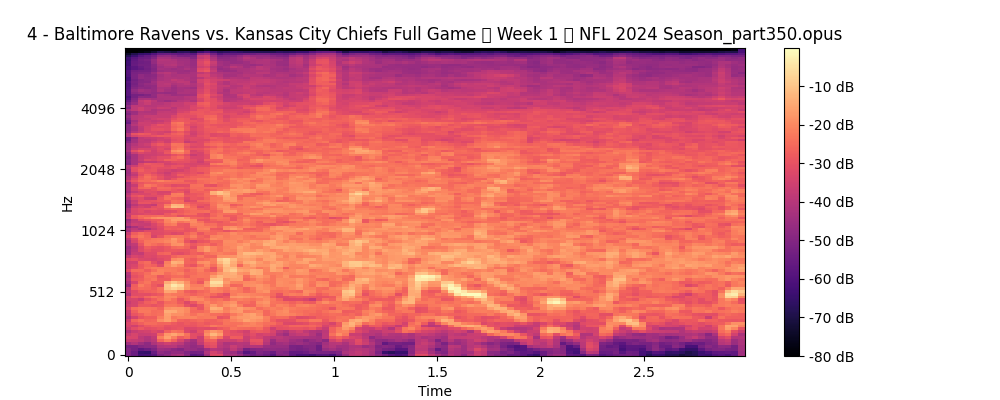 4 - Baltimore Ravens vs. Kansas City Chiefs Full Game ▯ Week 1 ▯ NFL 2024 Season_part350.opus
4096
2048
1024
512
0
Hz
0 0.5 1 1.5 2 2.5
Time
-10 dB
-20 dB
-30 dB
-40 dB
-50 dB
-60 dB
-70 dB
-80 dB